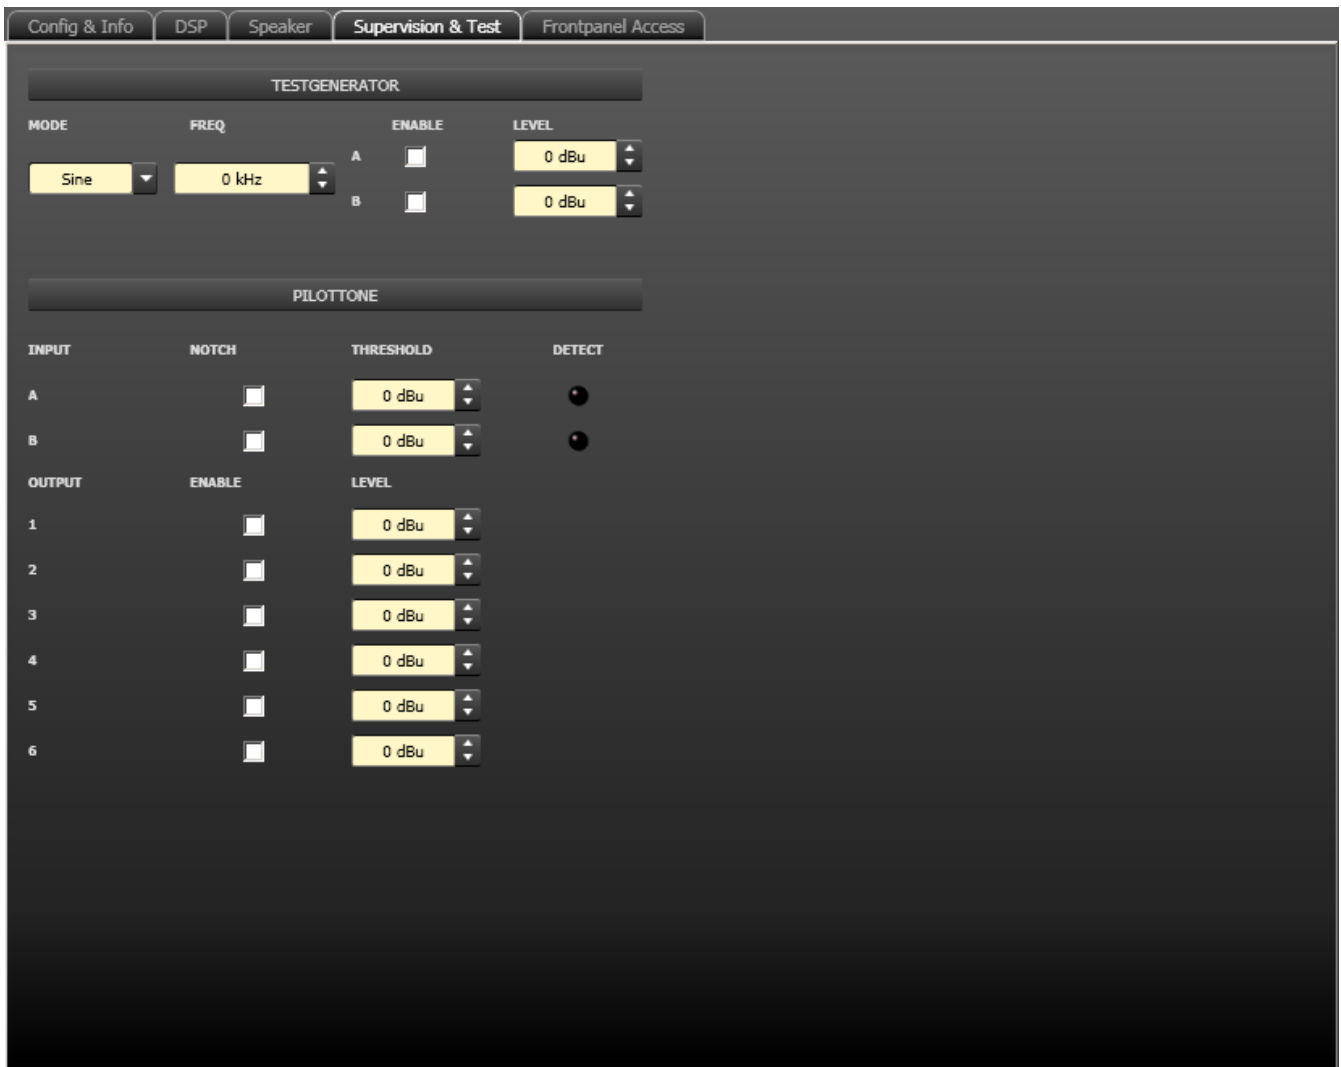 Config & Info DSP Speaker Supervision & Test Frontpanel Access
TESTGENERATOR
MODE FREQ ENABLE LEVEL
A 0 dBu
Sine 0 kHz
B 0 dBu
PILOTTONE
INPUT NOTCH THRESHOLD DETECT
A 0 dBu
B 0 dBu
OUTPUT ENABLE LEVEL
1 0 dBu
2 0 dBu
3 0 dBu
4 0 dBu
5 0 dBu
6 0 dBu